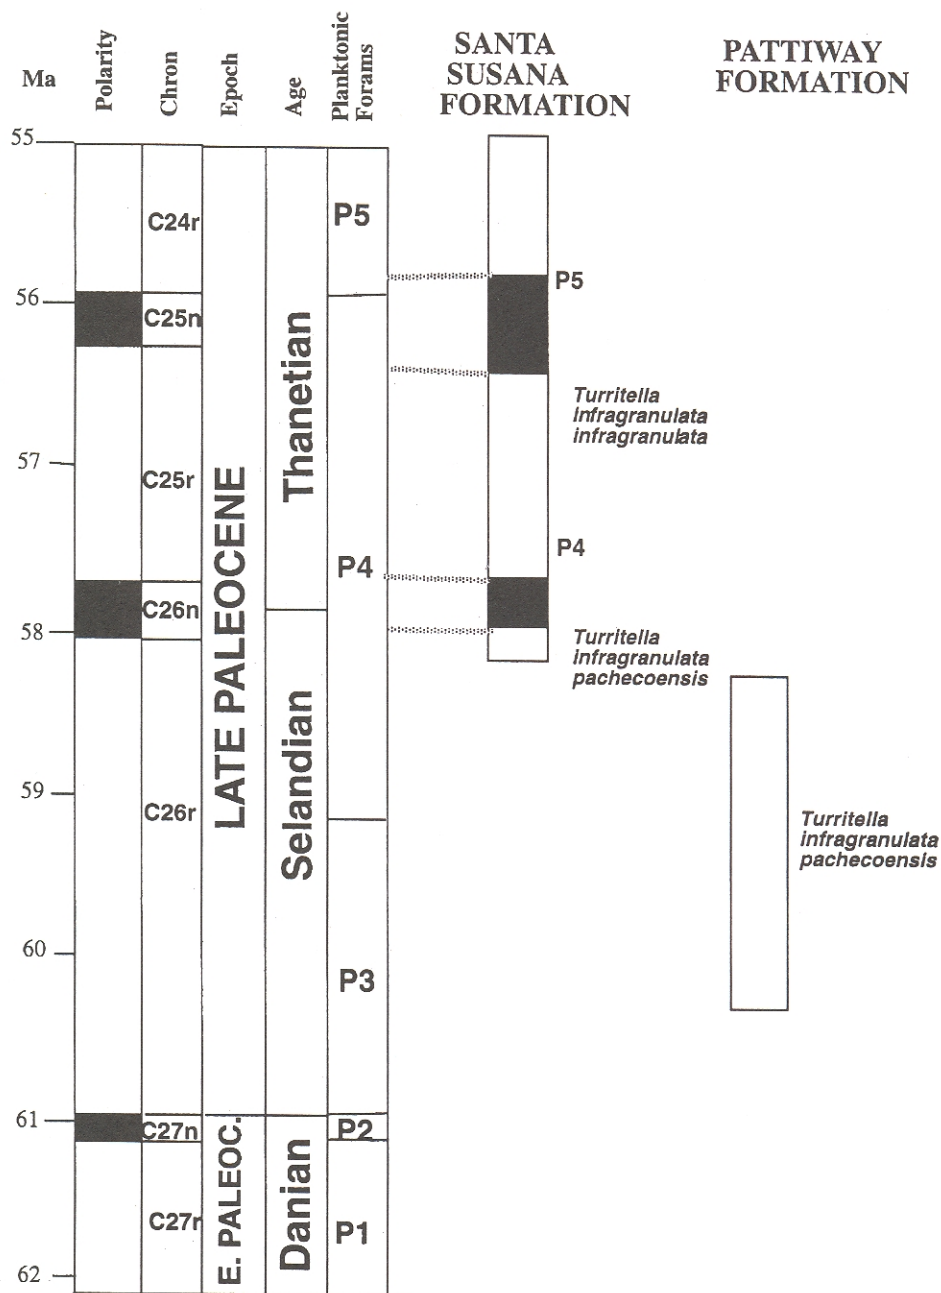 Ma
Polarity
Chron
Epoch
Age
Planktonic
Forams
SANTA
SUSANA
FORMATION
PATTIWAY
FORMATION
55
56
57
58
59
60
61
62
C24r
C25n
C25r
C26n
C26r
C27n
C27r
LATE PALEOCENE
E. PALEOC.
Thanetian
Selandian
Danian
P5
P4
P3
P2
P1
P5
Turritella
infragranulata
infragranulata
P4
Turritella
infragranulata
pachecoensis
Turritella
infragranulata
pachecoensis